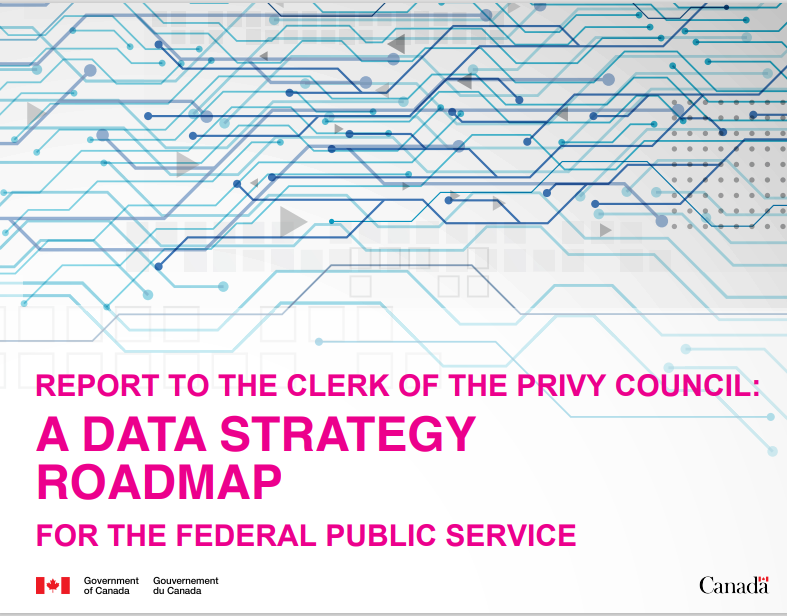 REPORT TO THE CLERK OF THE PRIVY COUNCIL:
A DATA STRATEGY
ROADMAP
FOR THE FEDERAL PUBLIC SERVICE
Government
of Canada
Gouvernement
du Canada
Canada